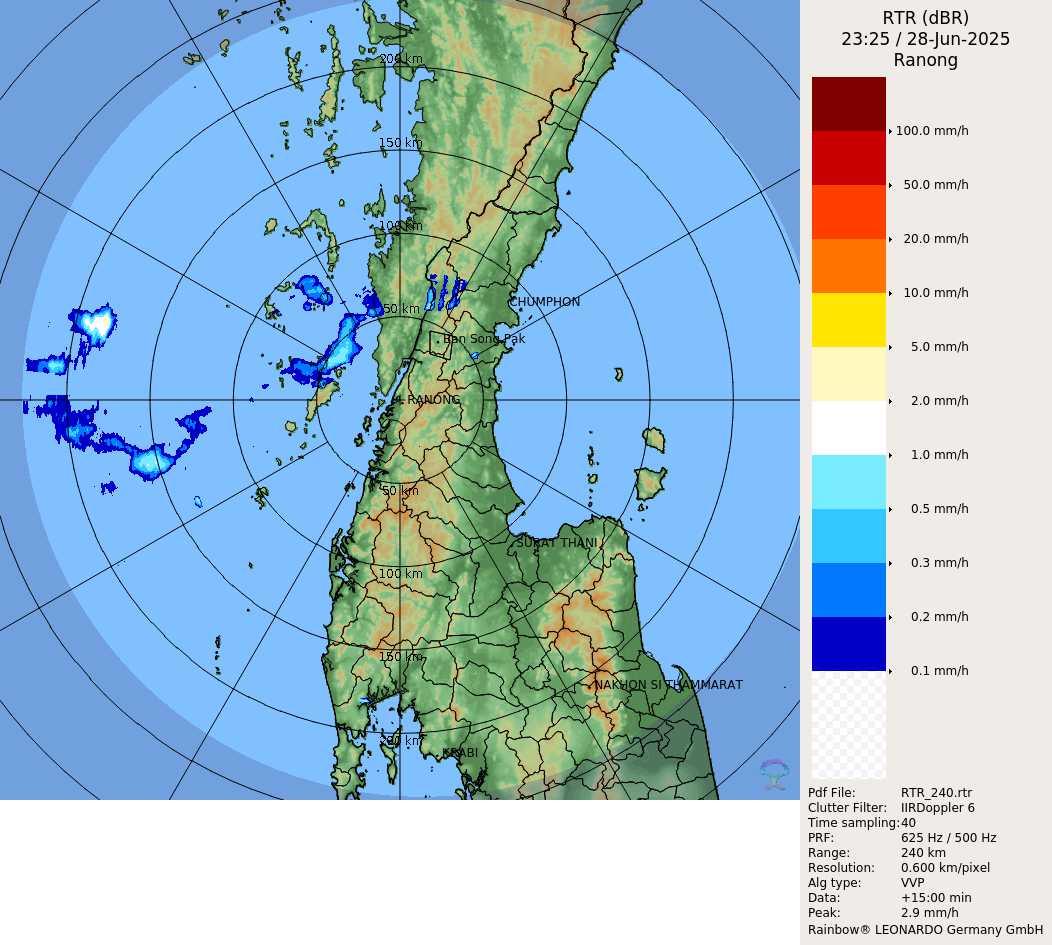 RTR (dBR)
23:25 / 28-Jun-2025
Ranong
100.0 mm/h
50.0 mm/h
20.0 mm/h
10.0 mm/h
5.0 mm/h
2.0 mm/h
1.0 mm/h
0.5 mm/h
0.3 mm/h
0.2 mm/h
0.1 mm/h
200 km
150 km
100 km
50 km
CHUMPHON
Ban Song Pak
RANONG
50 km
SURAT THANI
100 km
150 km
NAKHON SI THAMMARAT
200 km
KRABI
Pdf File: RTR_240.rtr
Clutter Filter: IIRDoppler 6
Time sampling: 40
PRF: 625 Hz / 500 Hz
Range: 240 km
Resolution: 0.600 km/pixel
Alg type: VVP
Data: +15:00 min
Peak: 2.9 mm/h
Rainbow® LEONARDO Germany GmbH